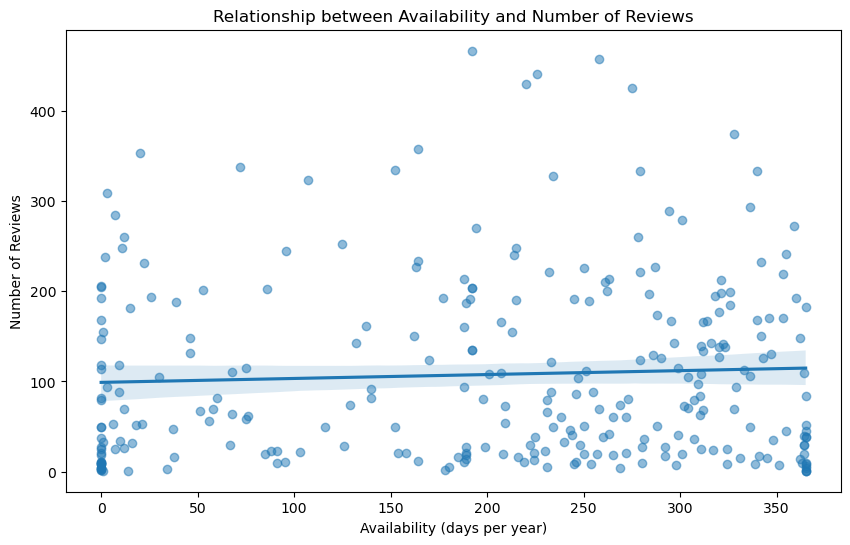 Relationship between Availability and Number of Reviews
Number of Reviews
400
300
200
100
0
0 50 100 150 200 250 300 350
Availability (days per year)